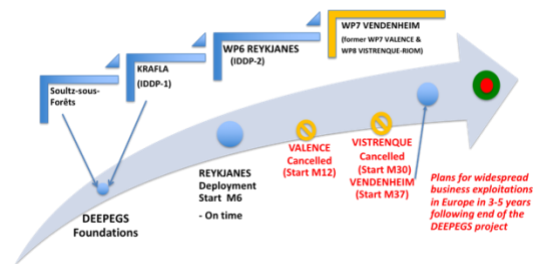 WP7 VENDENHEIM
(former WP7 VALENCE &
WP8 VISTRENQUE-RIOM)
WP6 REYKJANES
(IDDP-2)
KRAFLA
(IDDP-1)
Soultz-sous-
Forêts
DEEPEGS
Foundations
REYKJANES
Deployment
Start M6
- On time
VALENCE
Cancelled
(Start M12)
VISTRENQUE
Cancelled
(Start M30)
VENDENHEIM
(Start M37)
Plans for widespread
business exploitations
in Europe in 3-5 years
following end of the
DEEPEGS project